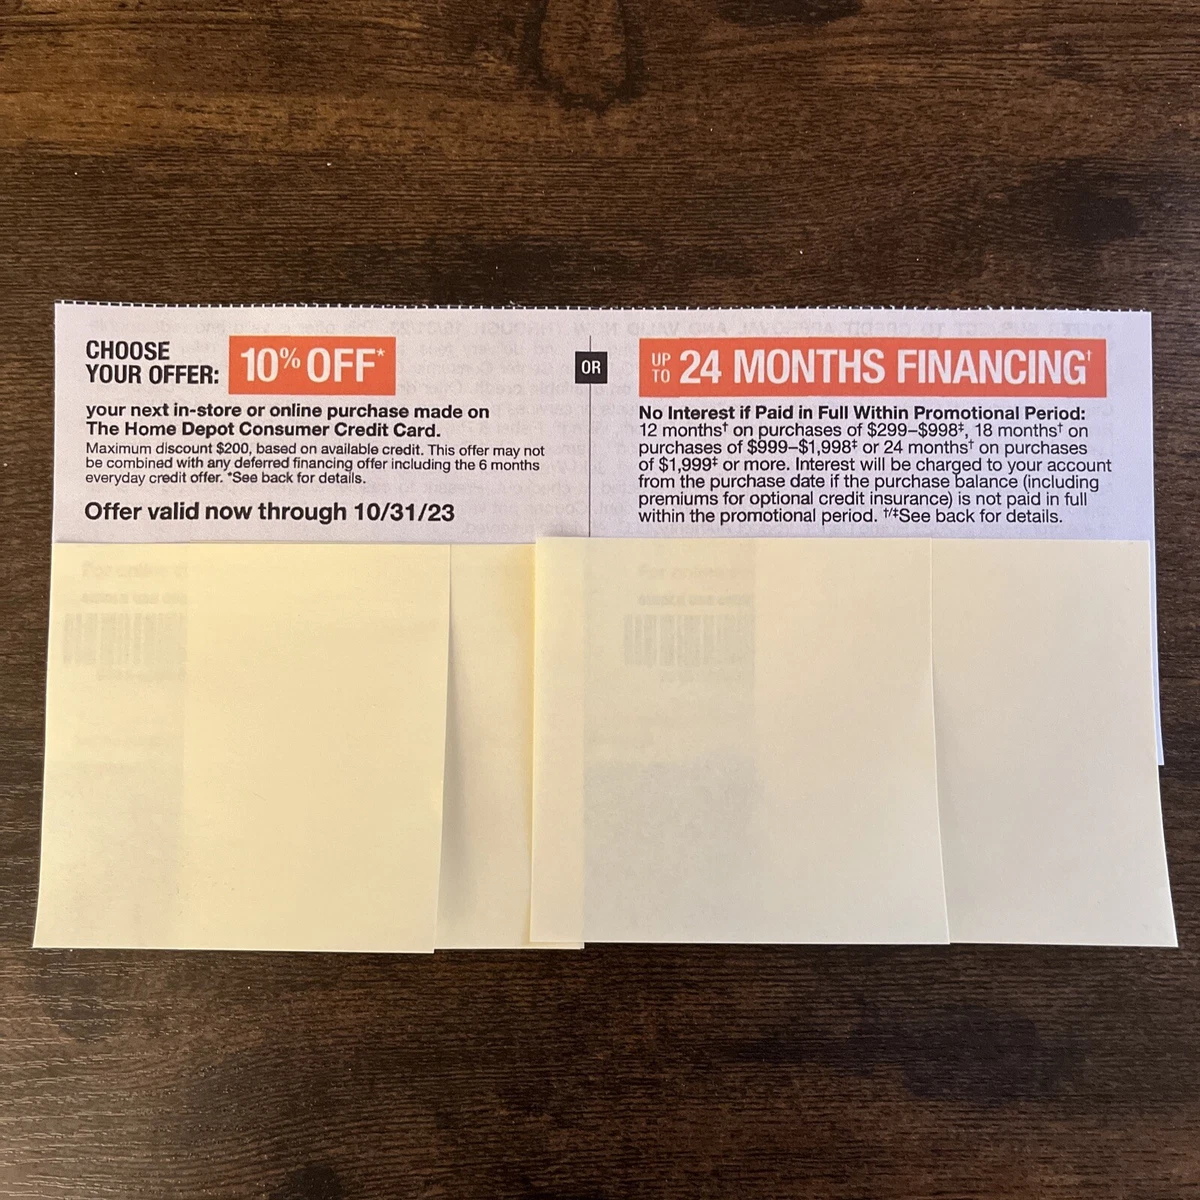 CHOOSE
YOUR OFFER:
10% OFF*
your next in-store or online purchase made on
The Home Depot Consumer Credit Card.
Maximum discount $200, based on available credit. This offer may not
be combined with any deferred financing offer including the 6 months
everyday credit offer. *See back for details.
Offer valid now through 10/31/23
OR
UP
TO
24 MONTHS FINANCING†
No Interest if Paid in Full Within Promotional Period:
12 months† on purchases of $299–$998‡, 18 months† on
purchases of $999–$1,998‡ or 24 months† on purchases
of $1,999‡ or more. Interest will be charged to your account
from the purchase date if the purchase balance (including
premiums for optional credit insurance) is not paid in full
within the promotional period. †/‡See back for details.